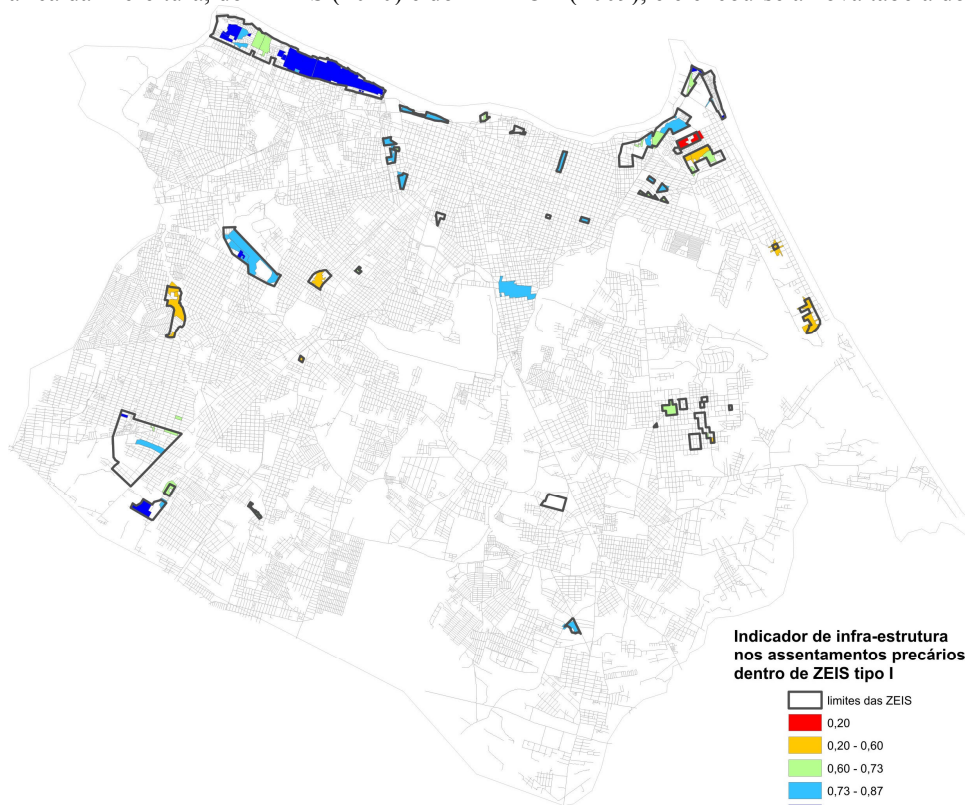 Indicador de infra-estrutura
nos assentamentos precários
dentro de ZEIS tipo I
limites das ZEIS
0,20
0,20 - 0,60
0,60 - 0,73
0,73 - 0,87